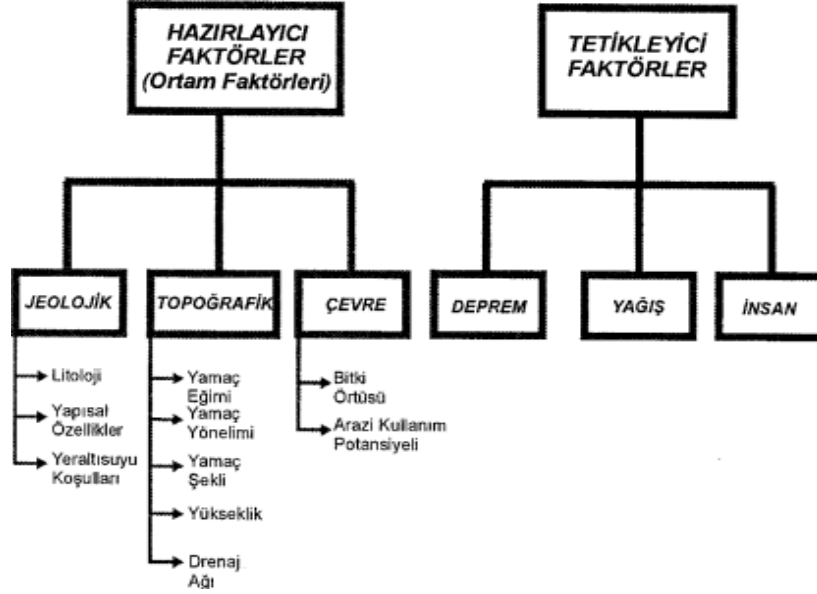 HAZIRLAYICI
FAKTÖRLER
(Ortam Faktörleri)
TETİKLEYİCİ
FAKTÖRLER
JEOLOJİK
TOPOĞRAFİK
ÇEVRE
DEPREM
YAĞIŞ
İNSAN
Litoloji
Yapısal
Özellikler
Yeraltısuyu
Koşulları
Yamaç
Eğimi
Yamaç
Yönelimi
Yamaç
Şekli
Yükseklik
Drenaj
Ağı
Bitki
Örtüsü
Arazi Kullanım
Potansiyeli